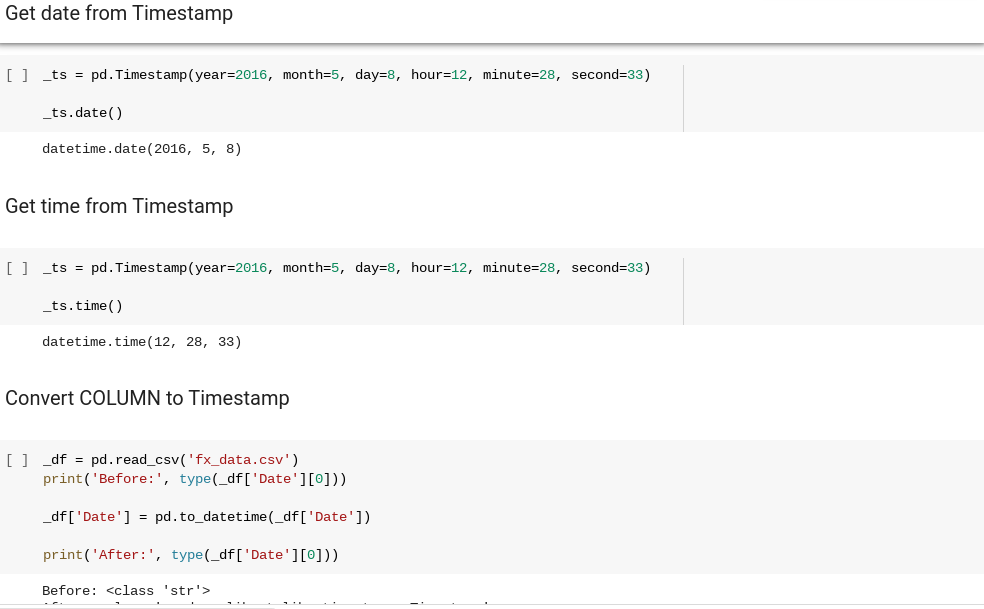 Get date from Timestamp
[ ] _ts = pd.Timestamp(year=2016, month=5, day=8, hour=12, minute=28, second=33)
_ts.date()
datetime.date(2016, 5, 8)
Get time from Timestamp
[ ] _ts = pd.Timestamp(year=2016, month=5, day=8, hour=12, minute=28, second=33)
_ts.time()
datetime.time(12, 28, 33)
Convert COLUMN to Timestamp
[ ] _df = pd.read_csv('fx_data.csv')
print('Before:', type(_df['Date'][0]))
_df['Date'] = pd.to_datetime(_df['Date'])
print('After:', type(_df['Date'][0]))
Before: <class 'str'>